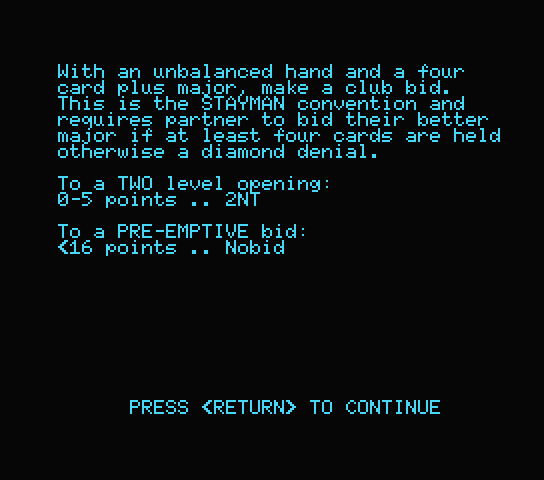 With an unbalanced hand and a four
card plus major, make a club bid.
This is the STAYMAN convention and
requires partner to bid their better
major if at least four cards are held
otherwise a diamond denial.
To a TWO level opening:
0-5 points .. 2NT
To a PRE-EMPTIVE bid:
<16 points .. Nobid
PRESS <RETURN> TO CONTINUE